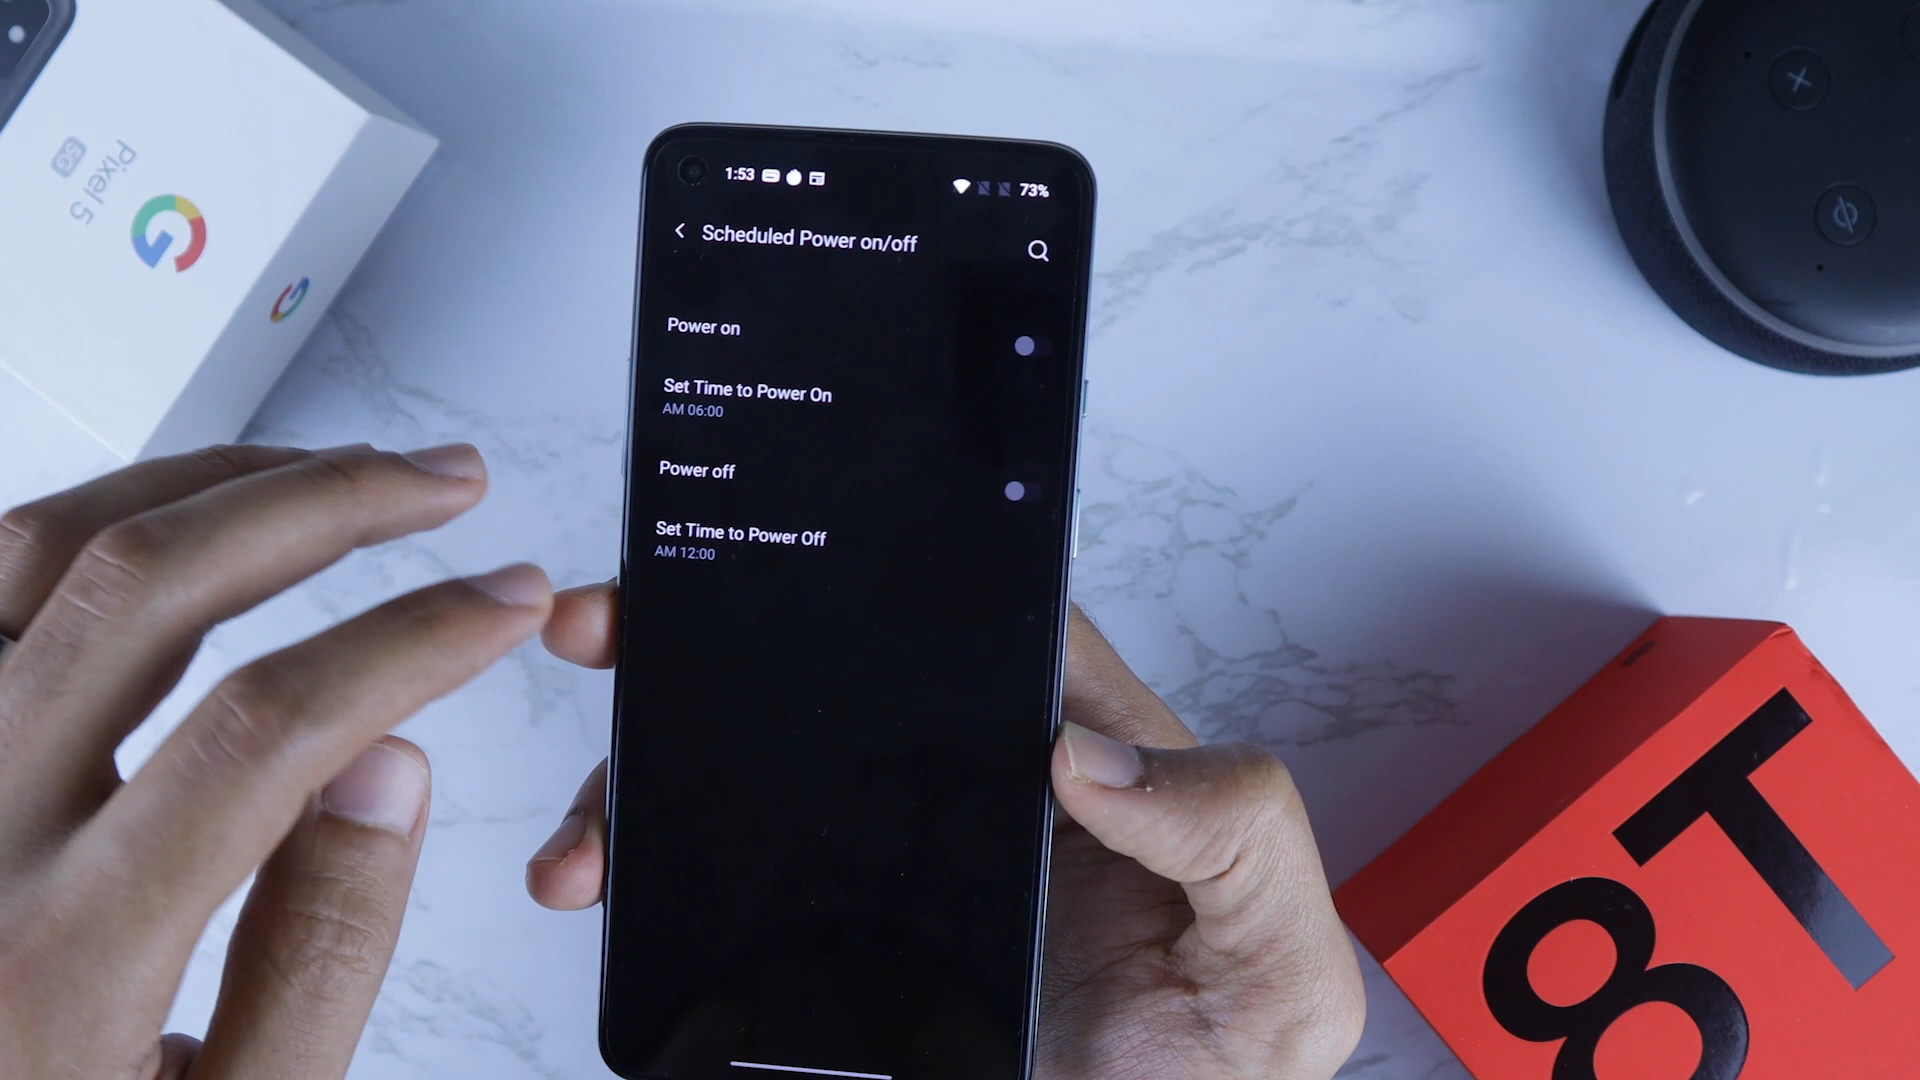 Pixel 5
5G
G
G
1:53
73%
Scheduled Power on/off
Power on
Set Time to Power On
AM 06:00
Power off
Set Time to Power Off
AM 12:00
8T